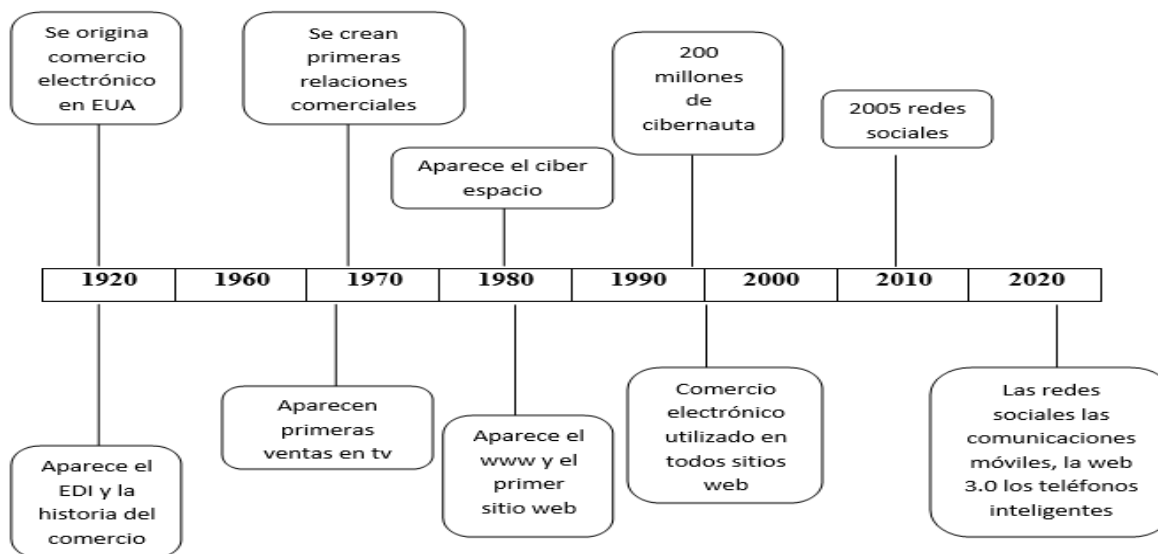 Se origina
comercio
electrónico
en EUA
Se crean
primeras
relaciones
comerciales
200
millones
de
cibernauta
2005 redes
sociales
Aparece el ciber
espacio
1920 1960 1970 1980 1990 2000 2010 2020
Aparece el
EDI y la
historia del
comercio
Aparecen
primeras
ventas en tv
Aparece el
www y el
primer
sitio web
Comercio
electrónico
utilizado en
todos sitios
web
Las redes
sociales las
comunicaciones
móviles, la web
3.0 los teléfonos
inteligentes